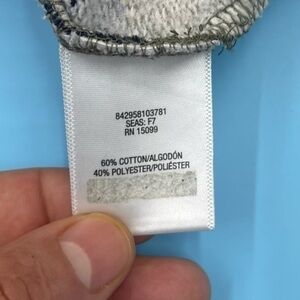 842958103781
SEAS: F7
RN 15099
60% COTTON/ALGODÓN
40% POLYESTER/POLIÉSTER